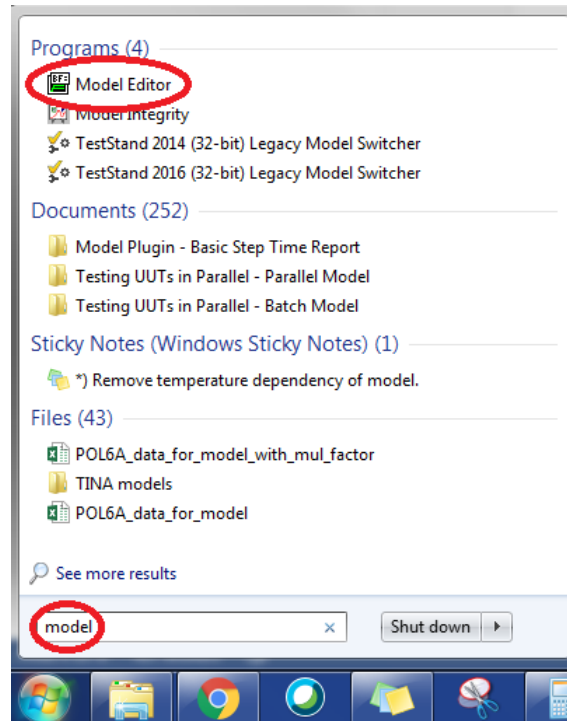 Programs (4)
BF:
Model Editor
Model Integrity
TestStand 2014 (32-bit) Legacy Model Switcher
TestStand 2016 (32-bit) Legacy Model Switcher
Documents (252)
Model Plugin - Basic Step Time Report
Testing UUTs in Parallel - Parallel Model
Testing UUTs in Parallel - Batch Model
Sticky Notes (Windows Sticky Notes) (1)
*) Remove temperature dependency of model.
Files (43)
POL6A_data_for_model_with_mul_factor
TINA models
POL6A_data_for_model
See more results
model
Shut down